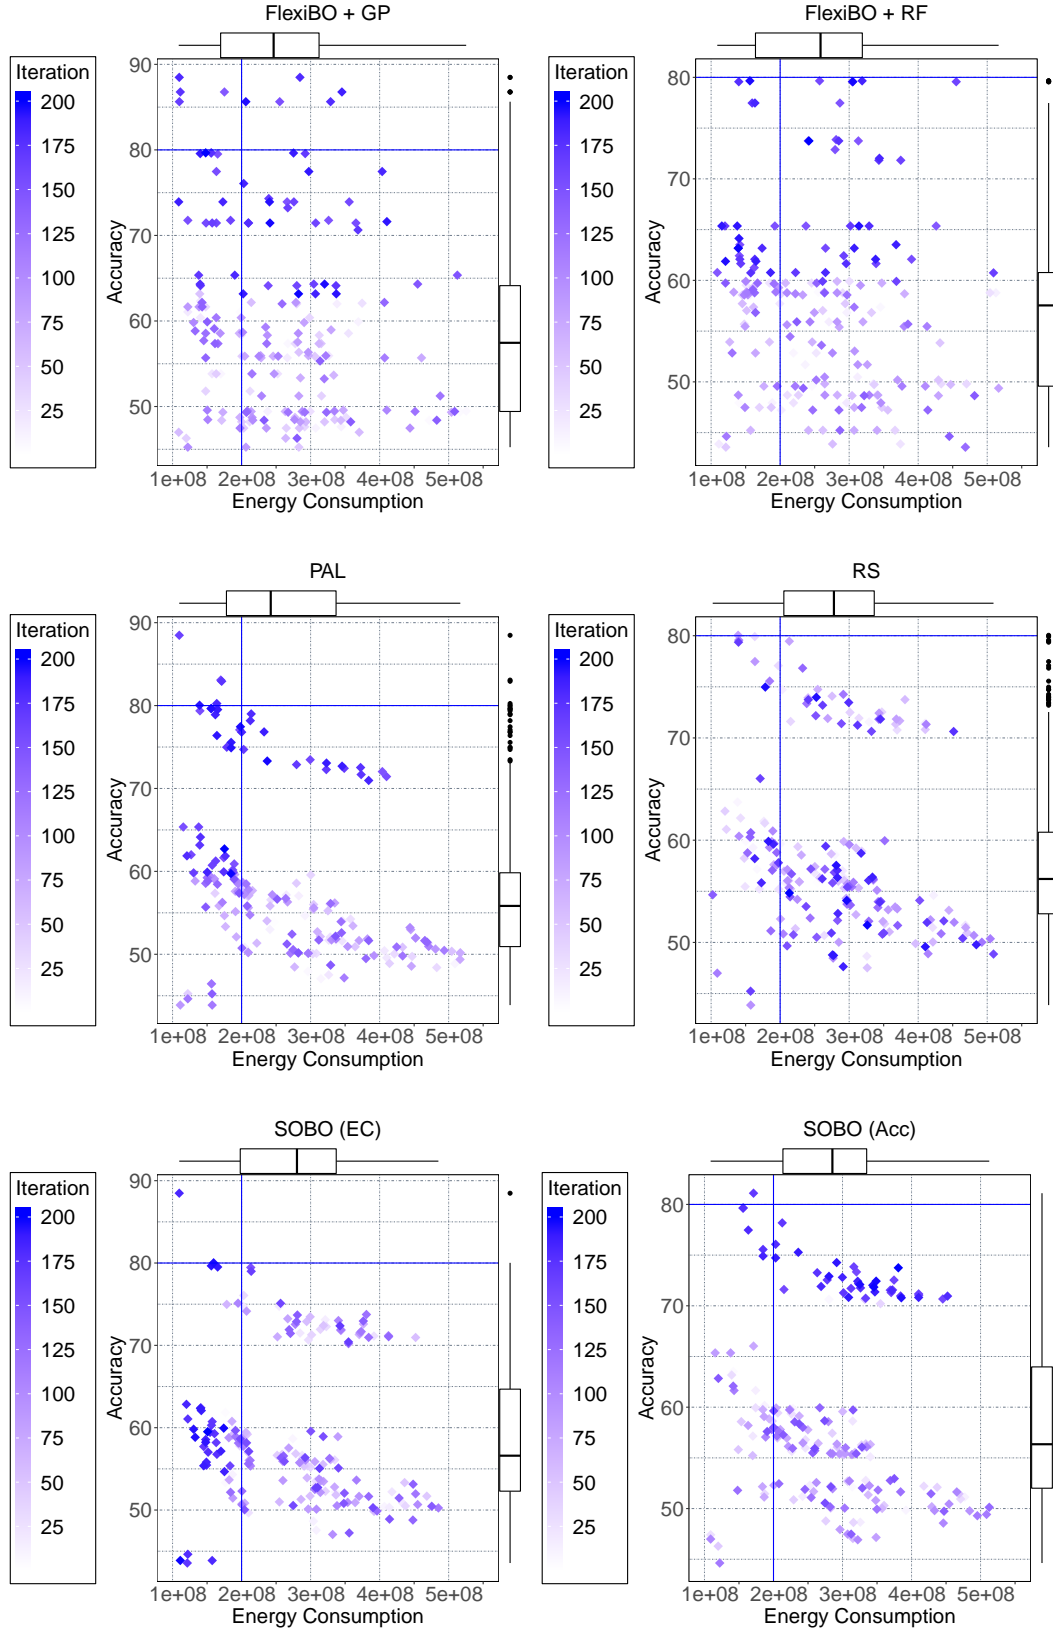 FlexiBO + GP
Iteration
200
175
150
125
100
75
50
25
Accuracy
90
80
70
60
50
1e+08 2e+08 3e+08 4e+08 5e+08
Energy Consumption
FlexiBO + RF
Iteration
200
175
150
125
100
75
50
25
Accuracy
80
70
60
50
1e+08 2e+08 3e+08 4e+08 5e+08
Energy Consumption
PAL
Iteration
200
175
150
125
100
75
50
25
Accuracy
90
80
70
60
50
1e+08 2e+08 3e+08 4e+08 5e+08
Energy Consumption
RS
Iteration
200
175
150
125
100
75
50
25
Accuracy
80
70
60
50
1e+08 2e+08 3e+08 4e+08 5e+08
Energy Consumption
SOBO (EC)
Iteration
200
175
150
125
100
75
50
25
Accuracy
90
80
70
60
50
1e+08 2e+08 3e+08 4e+08 5e+08
Energy Consumption
SOBO (Acc)
Iteration
200
175
150
125
100
75
50
25
Accuracy
80
70
60
50
1e+08 2e+08 3e+08 4e+08 5e+08
Energy Consumption